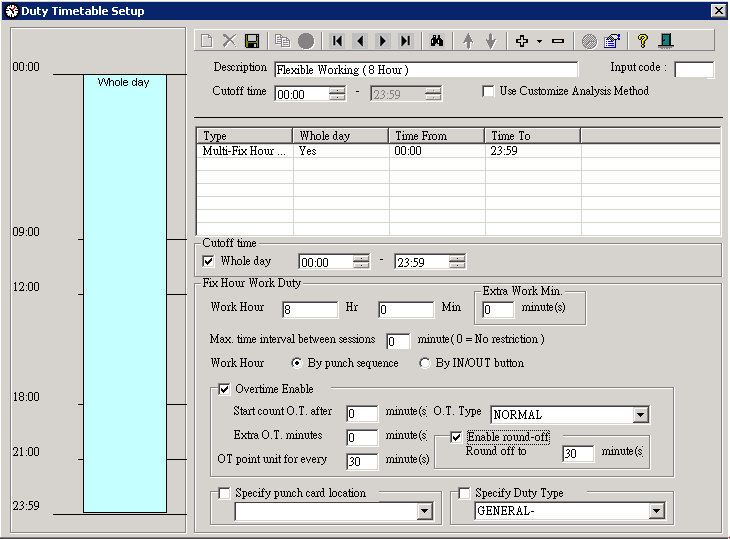 Duty Timetable Setup
00:00
Whole day
09:00
12:00
18:00
21:00
23:59
Description Flexible Working ( 8 Hour ) Input code :
Cutoff time 00:00 - 23:59 Use Customize Analysis Method
Type Whole day Time From Time To
Multi-Fix Hour ... Yes 00:00 23:59
Cutoff time
Whole day 00:00 - 23:59
Fix Hour Work Duty
Extra Work Min.
Work Hour 8 Hr 0 Min 0 minute(s)
Max. time interval between sessions 0 minute( 0 = No restriction )
Work Hour By punch sequence By IN/OUT button
Overtime Enable
Start count O.T. after 0 minute(s O.T. Type NORMAL
Extra O.T. minutes 0 minute(s Enable round-off
OT point unit for every 30 minute(s) Round off to 30 minute(s
Specify punch card location Specify Duty Type
GENERAL-